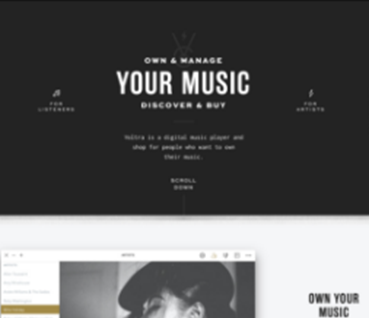 OWN & MANAGE
YOUR MUSIC
DISCOVER & BUY
FOR
LISTENERS
FOR
ARTISTS
Voltra is a digital music player and
shop for people who want to own
their music.
SCROLL
DOWN
OWN YOUR
MUSIC